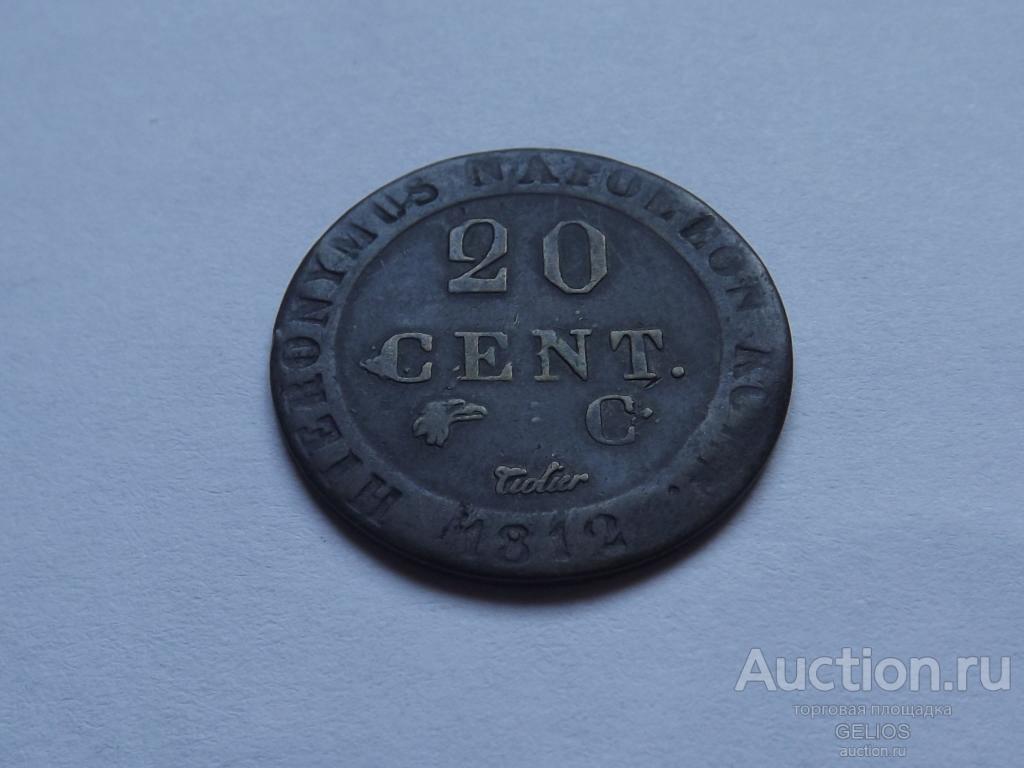 HIERONYMUS NAPOLEON
20
CENT.
C
Tiolier
1812
Auction.ru
торговая площадка
GELIOS
auction.ru